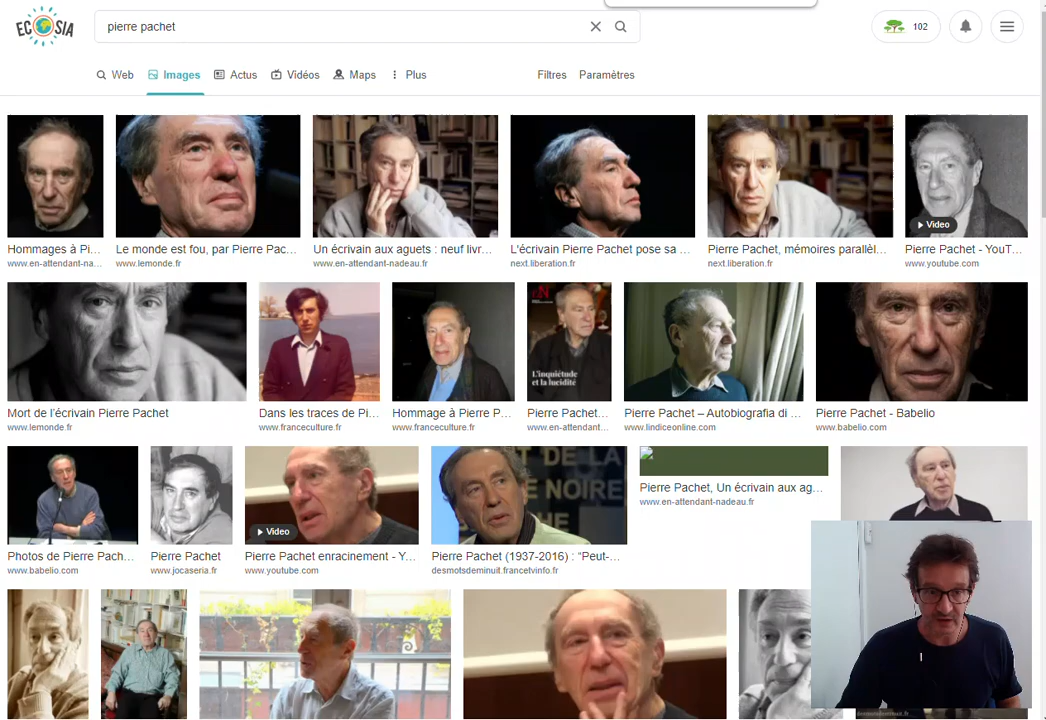 ECOSIA
pierre pachet
102
Web
Images
Actus
Vidéos
Maps
Plus
Filtres
Paramètres
Hommages à Pi...
www.en-attendant-na...
Le monde est fou, par Pierre Pac...
www.lemonde.fr
Un écrivain aux aguets : neuf livr...
www.en-attendant-nadeau.fr
L'écrivain Pierre Pachet pose sa ...
next.liberation.fr
Pierre Pachet, mémoires parallèl...
next.liberation.fr
Video
Pierre Pachet - YouT...
www.youtube.com
Mort de l'écrivain Pierre Pachet
www.lemonde.fr
Dans les traces de Pi...
www.franceculture.fr
Hommage à Pierre P...
www.franceculture.fr
L'inquiétude
et la lucidité
Pierre Pachet...
www.en-attendant...
Pierre Pachet – Autobiografia di ...
www.lindiceonline.com
Pierre Pachet - Babelio
www.babelio.com
Photos de Pierre Pach...
www.babelio.com
Pierre Pachet
www.jocaseria.fr
Video
Pierre Pachet enracinement - Y...
www.youtube.com
T DE LA
E NOIRE
CHE
Pierre Pachet (1937-2016) : “Peut-...
desmotsdeminuit.francetvinfo.fr
Pierre Pachet, Un écrivain aux ag...
www.en-attendant-nadeau.fr